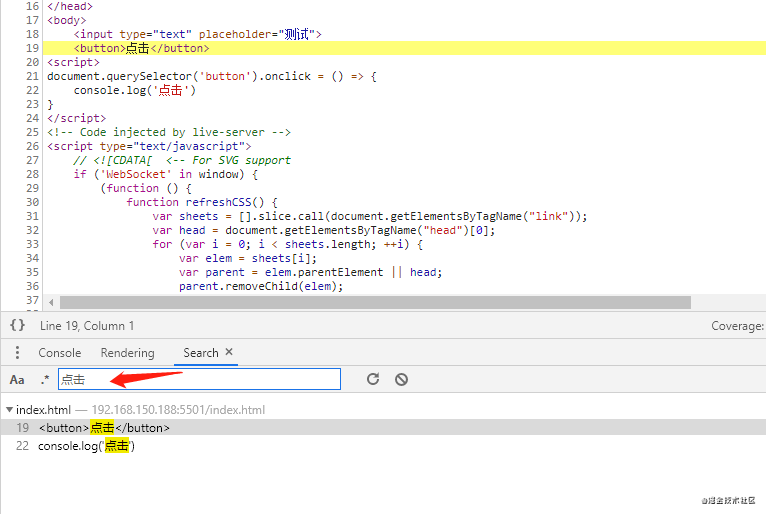 16 </head>
17 <body>
18 <input type="text" placeholder="测试">
19 <button>点击</button>
20 <script>
21 document.querySelector('button').onclick = () => {
22 console.log('点击')
23 }
24 </script>
25 <!-- Code injected by live-server -->
26 <script type="text/javascript">
27 // <![CDATA[ <-- For SVG support
28 if ('WebSocket' in window) {
29 (function () {
30 function refreshCSS() {
31 var sheets = [].slice.call(document.getElementsByTagName("link"));
32 var head = document.getElementsByTagName("head")[0];
33 for (var i = 0; i < sheets.length; ++i) {
34 var elem = sheets[i];
35 var parent = elem.parentElement || head;
36 parent.removeChild(elem);
37
{} Line 19, Column 1 Coverage:
Console Rendering Search ×
Aa .* 点击
index.html — 192.168.150.188:5501/index.html
19 <button>点击</button>
22 console.log('点击')
@掘金技术社区